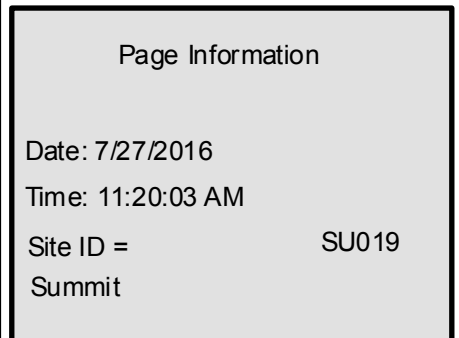 Page Information
Date: 7/27/2016
Time: 11:20:03 AM
Site ID = SU019
Summit